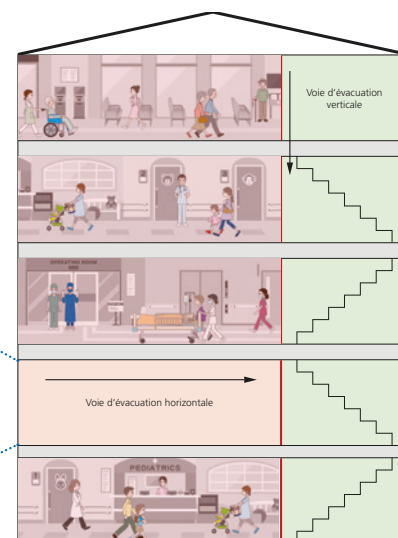 Voie d'évacuation
verticale
OPERATING ROOM
Voie d'évacuation horizontale
PEDIATRICS